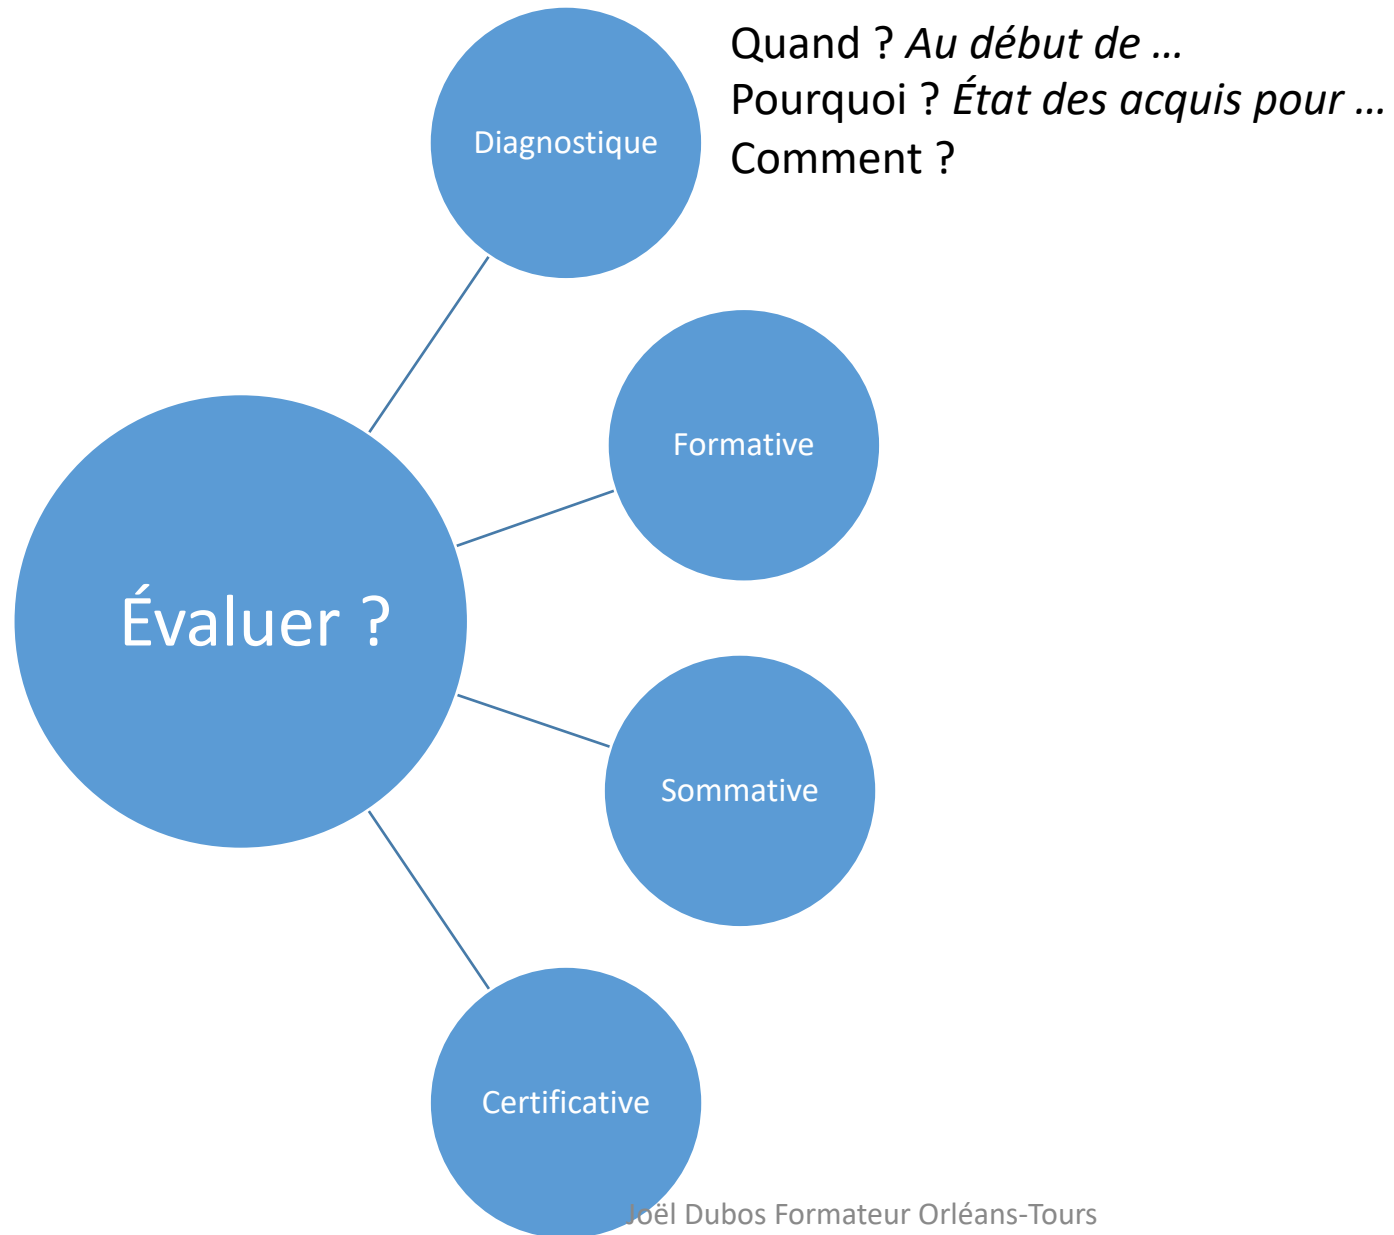 Quand ? Au début de …
Pourquoi ? État des acquis pour …
Comment ?
Diagnostique
Formative
Évaluer ?
Sommative
Certificative
Joël Dubos Formateur Orléans-Tours